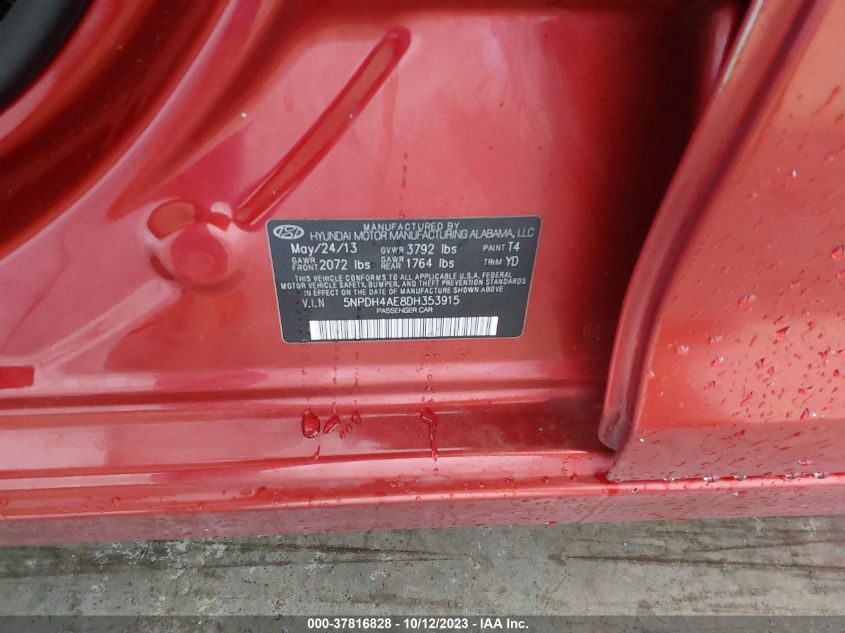 MANUFACTURED BY
HYUNDAI MOTOR MANUFACTURING ALABAMA, LLC
May/24/13 GVWR 3792 lbs PAINT T4
GAWR FRONT 2072 lbs GAWR REAR 1764 lbs TRIM YD
THIS VEHICLE CONFORMS TO ALL APPLICABLE U.S.A. FEDERAL
MOTOR VEHICLE SAFETY, BUMPER, AND THEFT PREVENTION STANDARDS
IN EFFECT ON THE DATE OF MANUFACTURE SHOWN ABOVE.
V.I.N 5NPDH4AE8DH353915
PASSENGER CAR
000-37816828 - 10/12/2023 - IAA Inc.